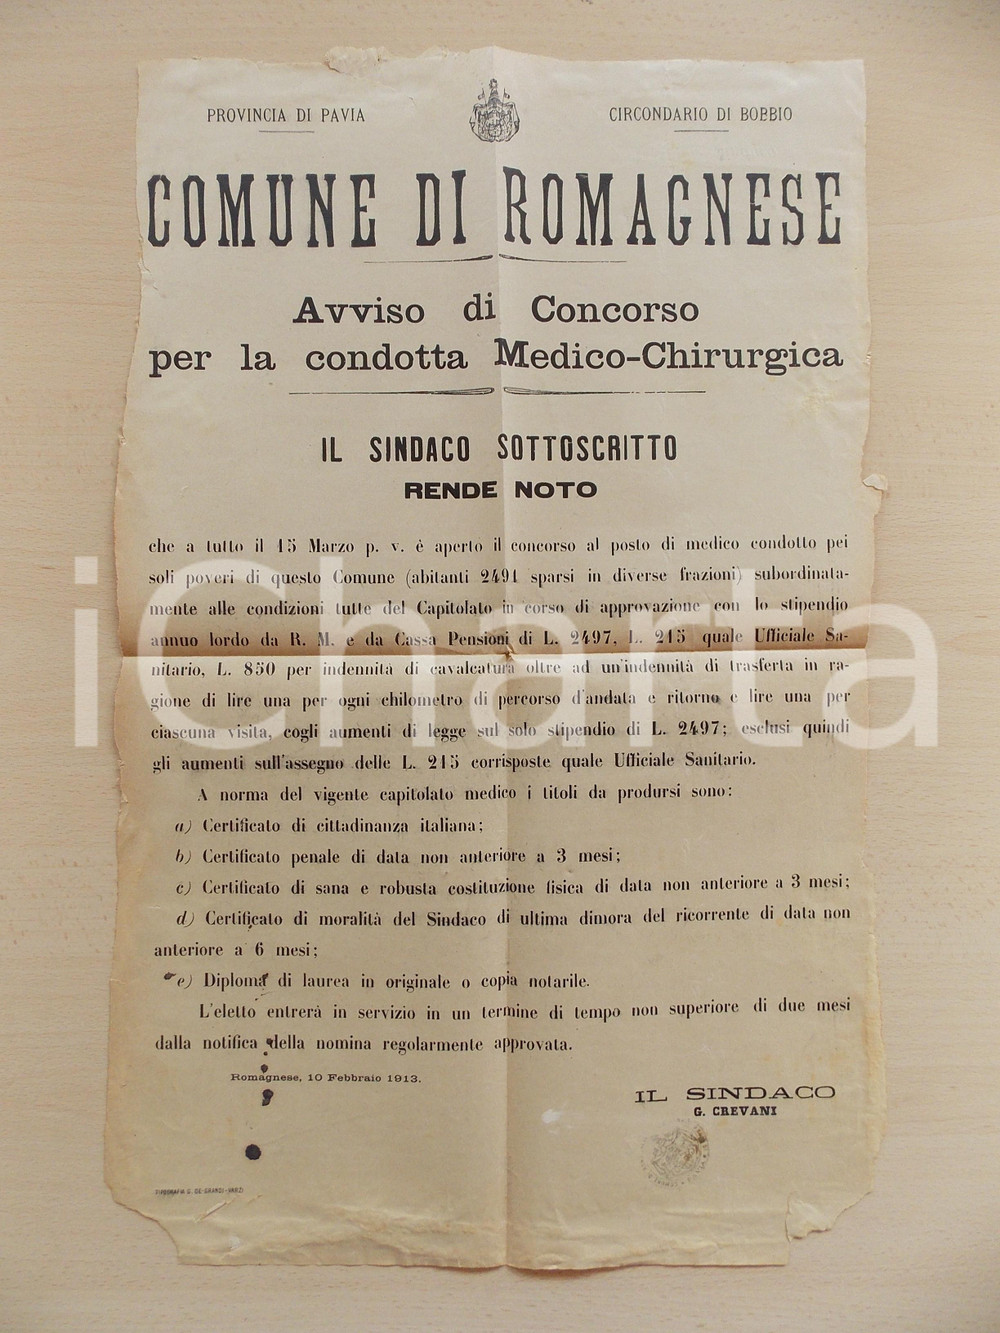 PROVINCIA DI PAVIA
CIRCONDARIO DI BOBBIO
COMUNE DI ROMAGNESE
Avviso di Concorso
per la condotta Medico-Chirurgica
IL SINDACO SOTTOSCRITTO
RENDE NOTO
che a tutto il 15 Marzo p. v. è aperto il concorso al posto di medico condotto pei
soli poveri di questo Comune (abitanti 2491 sparsi in diverse frazioni) subordinata-
mente alle condizioni tutte del Capitolato in corso di approvazione con lo stipendio
annuo lordo da R. M. e da Cassa Pensioni di L. 2497, L. 215 quale Ufficiale Sa-
nitario, L. 850 per indennità di cavalcatura oltre ad un'indennità di trasferta in ra-
gione di lire una per ogni chilometro di percorso d'andata e ritorno e lire una per
ciascuna visita, cogli aumenti di legge sul solo stipendio di L. 2497; esclusi quindi
gli aumenti sull'assegno delle L. 215 corrisposte quale Ufficiale Sanitario.
A norma del vigente capitolato medico i titoli da prodursi sono:
a) Certificato di cittadinanza italiana;
b) Certificato penale di data non anteriore a 3 mesi;
c) Certificato di sana e robusta costituzione fisica di data non anteriore a 3 mesi;
d) Certificato di moralità del Sindaco di ultima dimora del ricorrente di data non
anteriore a 6 mesi;
e) Diploma di laurea in originale o copia notarile.
L'eletto entrerà in servizio in un termine di tempo non superiore di due mesi
dalla notifica della nomina regolarmente approvata.
Romagnese, 10 Febbraio 1913.
IL SINDACO
G. CREVANI
TIPOGRAFIA C. DE-GRANDI-VARZI
iCharta